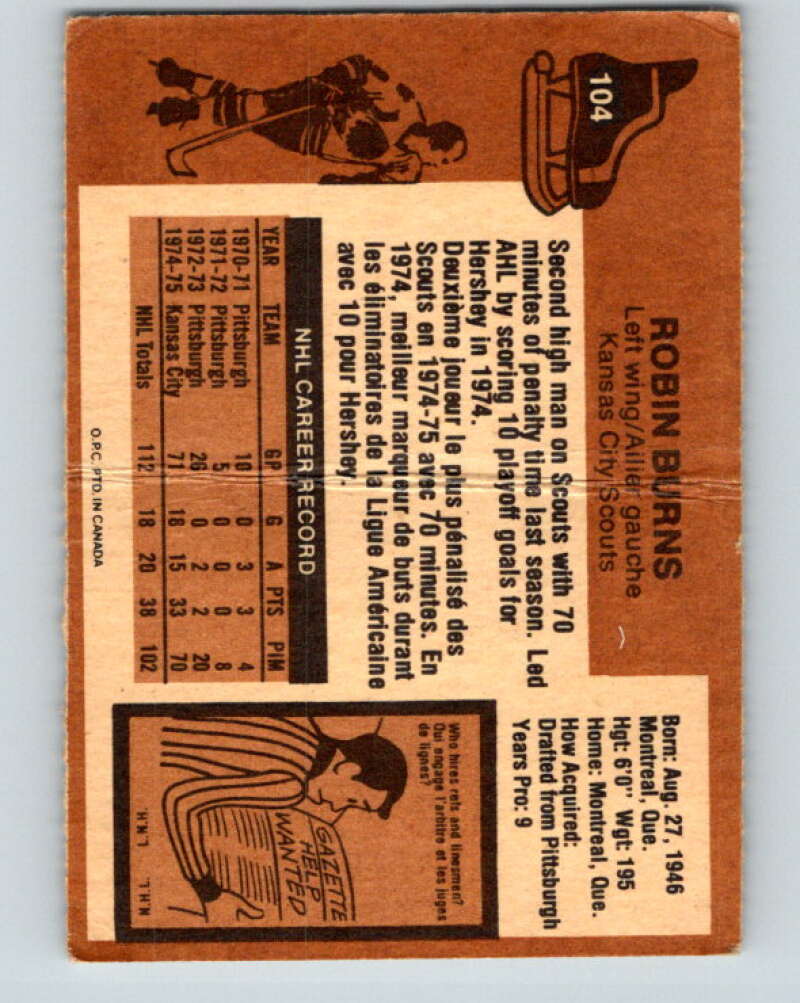 104
ROBIN BURNS
Left wing/Ailier gauche
Kansas City Scouts
Born: Aug. 27, 1946
Montreal, Que.
Hgt: 6'0" Wgt: 195
Home: Montreal, Que.
How Acquired:
Drafted from Pittsburgh
Years Pro: 9
Second high man on Scouts with 70
minutes of penalty time last season. Led
AHL by scoring 10 playoff goals for
Hershey in 1974.
Deuxième joueur le plus pénalisé des
Scouts en 1974-75 avec 70 minutes. En
1974, meilleur marqueur de buts durant
les éliminatoires de la Ligue Américaine
avec 10 pour Hershey.
NHL CAREER RECORD
YEAR TEAM GP G A PTS PIM
1970-71 Pittsburgh 10 0 3 3 4
1971-72 Pittsburgh 5 0 0 0 8
1972-73 Pittsburgh 26 0 2 2 20
1974-75 Kansas City 71 18 15 33 70
NHL Totals 112 18 20 38 102
Who hires refs and linesmen?
Qui engage l'arbitre et les juges
de lignes?
GAZETTE
HELP
WANTED
N.H.L. L.N.H.
O.P.C. PTD. IN CANADA